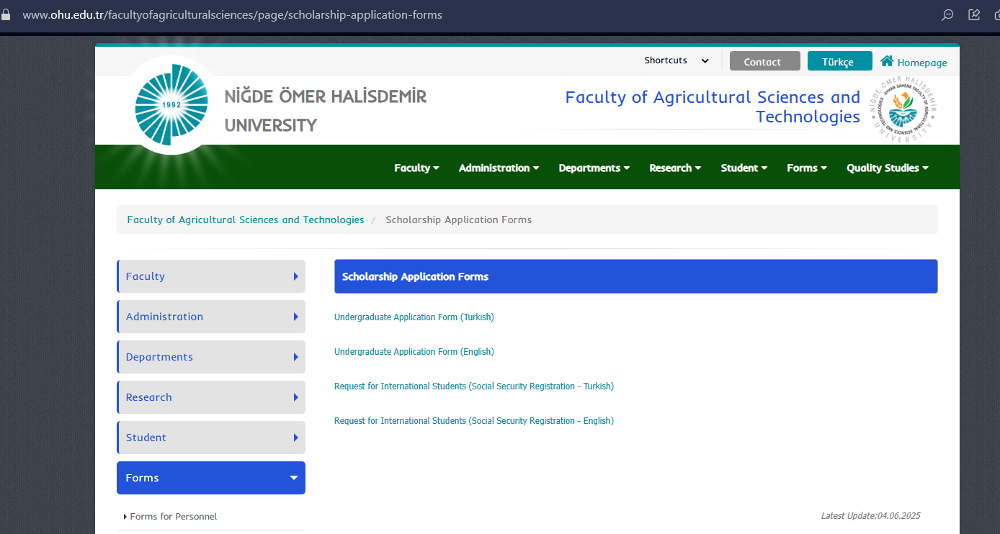 www.ohu.edu.tr/facultyofagriculturalsciences/page/scholarship-application-forms
Shortcuts
Contact
Türkçe
Homepage
1992
NİĞDE ÖMER HALİSDEMİR
UNIVERSITY
Faculty of Agricultural Sciences and
Technologies
NİĞDE ÖMER HALİSDEMİR
• UNIVERSITY •
AYHAN ŞAHENK FACULTY OF AGRICULTURAL SCIENCES AND TECHNOLOGIES
Faculty
Administration
Departments
Research
Student
Forms
Quality Studies
Faculty of Agricultural Sciences and Technologies / Scholarship Application Forms
Faculty
Administration
Departments
Research
Student
Forms
Forms for Personnel
Scholarship Application Forms
Undergraduate Application Form (Turkish)
Undergraduate Application Form (English)
Request for International Students (Social Security Registration - Turkish)
Request for International Students (Social Security Registration - English)
Latest Update:04.06.2025